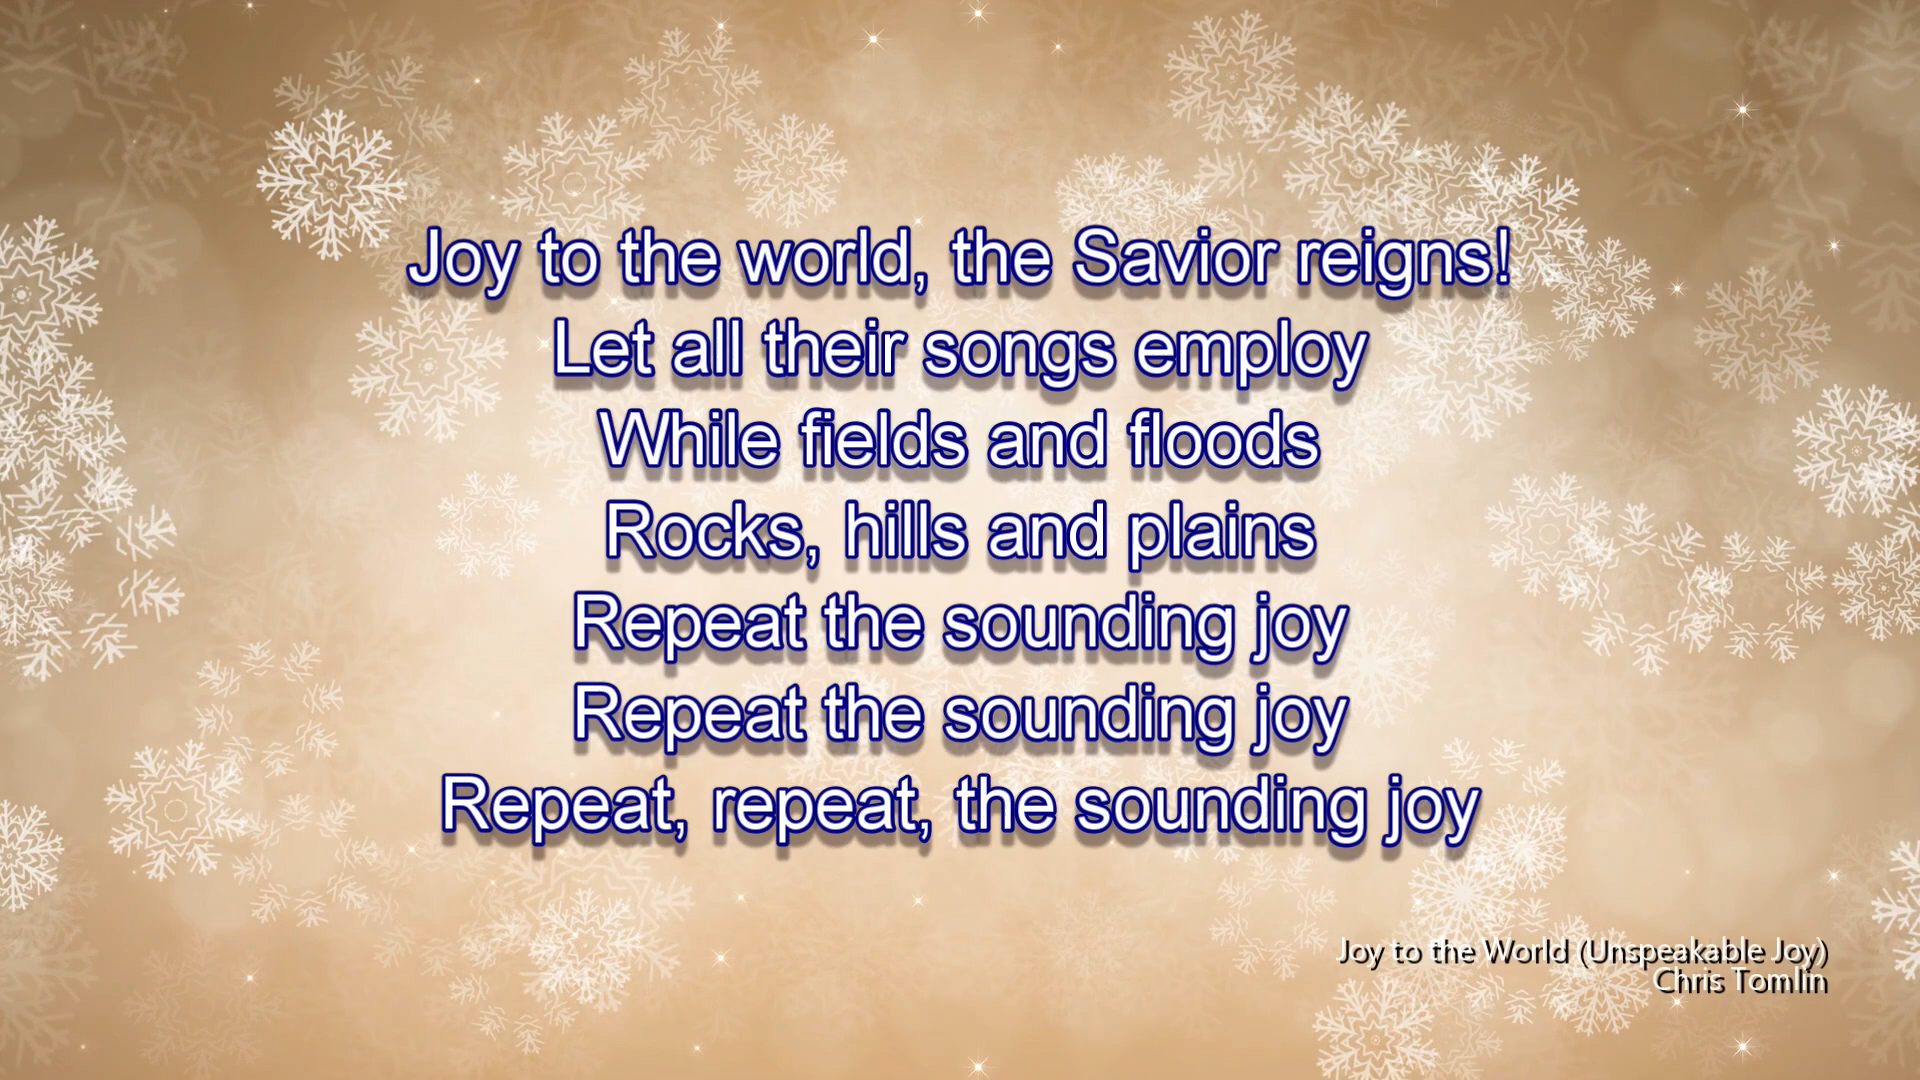 Joy to the world, the Savior reigns!
Let all their songs employ
While fields and floods
Rocks, hills and plains
Repeat the sounding joy
Repeat the sounding joy
Repeat, repeat, the sounding joy
Joy to the World (Unspeakable Joy)
Chris Tomlin